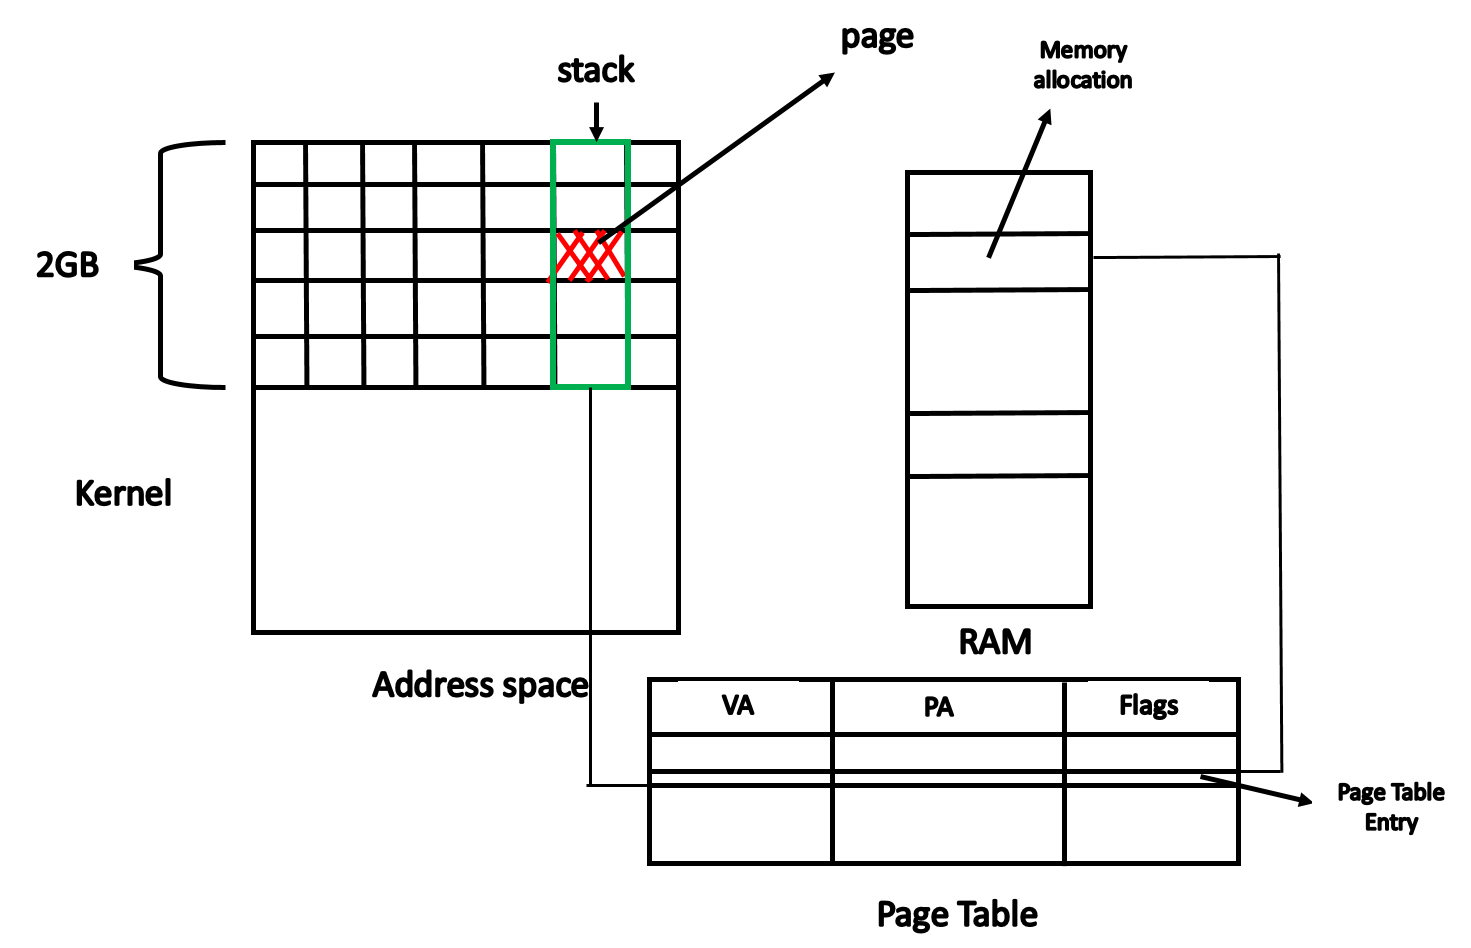 page
Memory
allocation
stack
2GB
Kernel
RAM
Address space
VA
PA
Flags
Page Table
Entry
Page Table